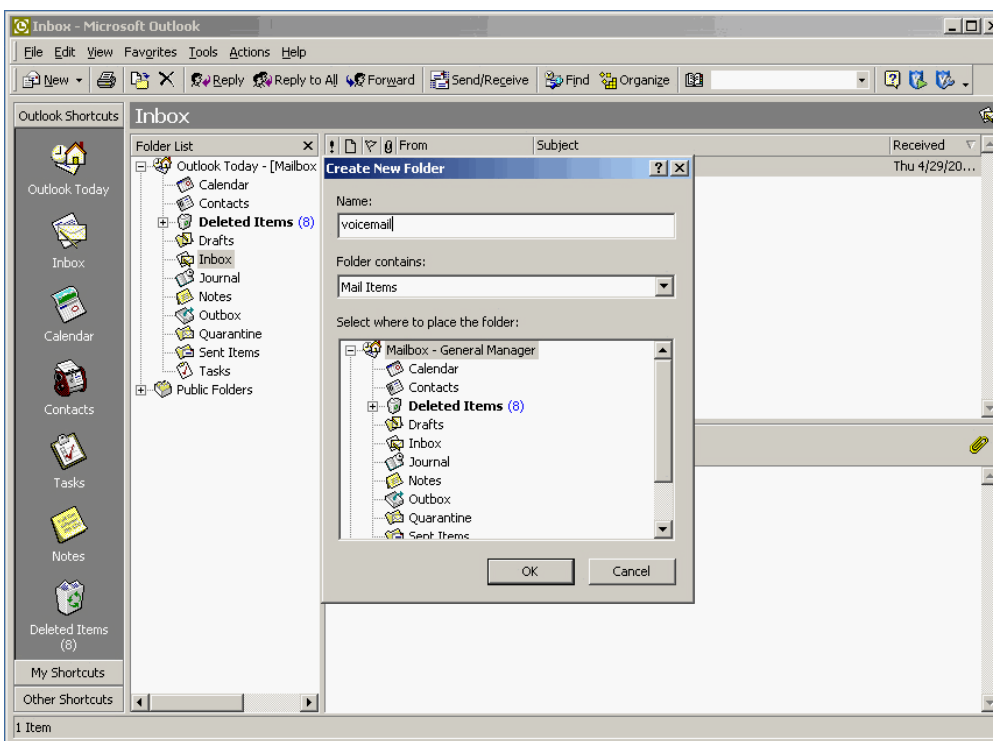 Inbox - Microsoft Outlook
File Edit View Favorites Tools Actions Help
New Reply Reply to All Forward Send/Receive Find Organize
Outlook Shortcuts
Inbox
Outlook Today
Inbox
Calendar
Contacts
Tasks
Notes
Deleted Items
(8)
My Shortcuts
Other Shortcuts
Folder List X
Outlook Today - [Mailbox
Calendar
Contacts
Deleted Items (8)
Drafts
Inbox
Journal
Notes
Outbox
Quarantine
Sent Items
Tasks
Public Folders
! From Subject Received
Thu 4/29/20...
Create New Folder ? X
Name:
voicemail
Folder contains:
Mail Items
Select where to place the folder:
Mailbox - General Manager
Calendar
Contacts
Deleted Items (8)
Drafts
Inbox
Journal
Notes
Outbox
Quarantine
Sent Items
OK Cancel
1 Item